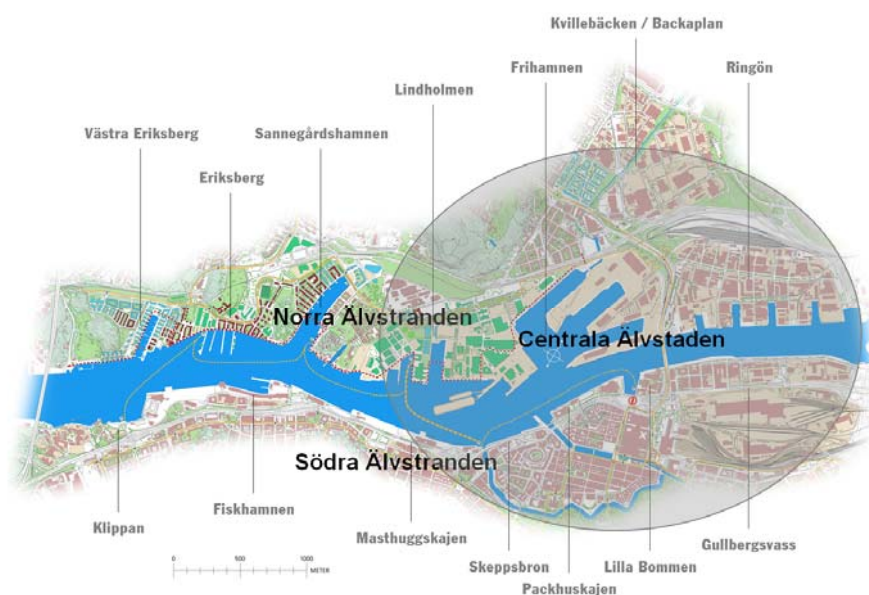 Kvillebäcken / Backaplan
Frihamnen
Ringön
Lindholmen
Västra Eriksberg
Sannegårdshamnen
Eriksberg
Norra Älvstranden
Centrala Älvstaden
Södra Älvstranden
Klippan
Fiskhamnen
Masthuggskajen
Gullbergsvass
Skeppsbron
Lilla Bommen
Packhuskajen
0 500 1000
METER